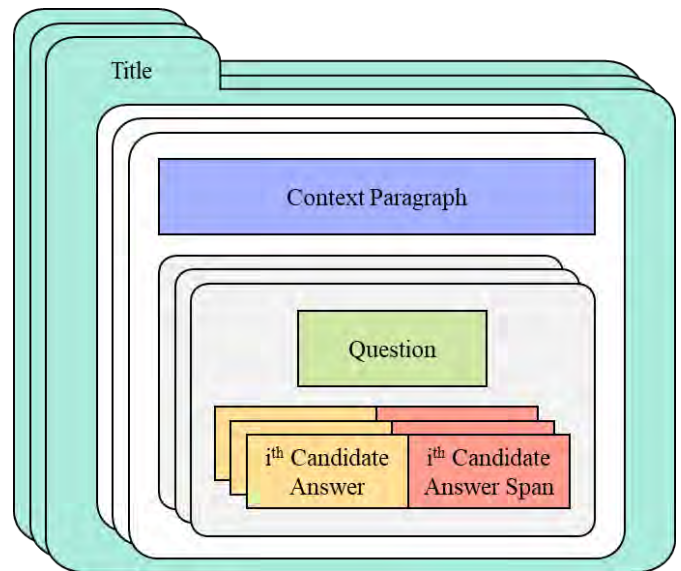 Title
Context Paragraph
Question
iᵗʰ Candidate
Answer
iᵗʰ Candidate
Answer Span